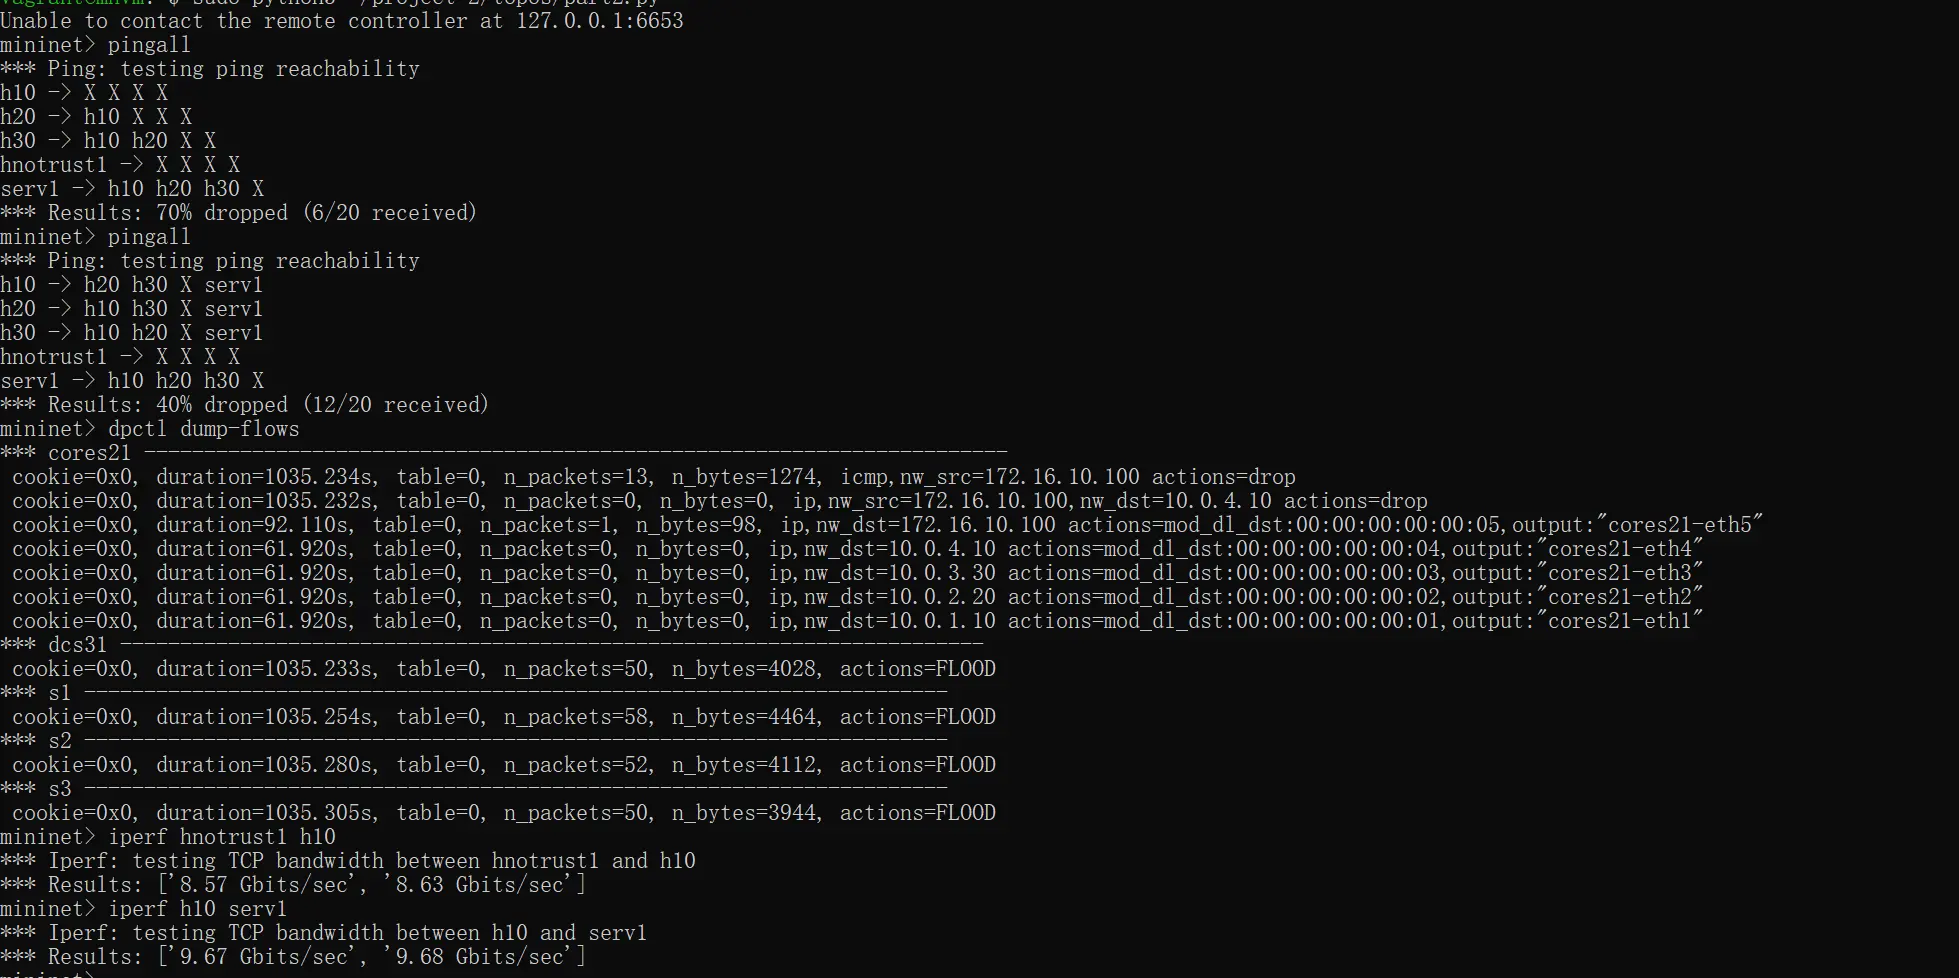 vagrant@mnvm:~$ sudo python3 ~/project-2/topos/part2.py
Unable to contact the remote controller at 127.0.0.1:6653
mininet> pingall
*** Ping: testing ping reachability
h10 -> X X X X
h20 -> h10 X X X
h30 -> h10 h20 X X
hnotrust1 -> X X X X
serv1 -> h10 h20 h30 X
*** Results: 70% dropped (6/20 received)
mininet> pingall
*** Ping: testing ping reachability
h10 -> h20 h30 X serv1
h20 -> h10 h30 X serv1
h30 -> h10 h20 X serv1
hnotrust1 -> X X X X
serv1 -> h10 h20 h30 X
*** Results: 40% dropped (12/20 received)
mininet> dpctl dump-flows
*** cores21 ------------------------------------------------------------------------
 cookie=0x0, duration=1035.234s, table=0, n_packets=13, n_bytes=1274, icmp,nw_src=172.16.10.100 actions=drop
 cookie=0x0, duration=1035.232s, table=0, n_packets=0, n_bytes=0, ip,nw_src=172.16.10.100,nw_dst=10.0.4.10 actions=drop
 cookie=0x0, duration=92.110s, table=0, n_packets=1, n_bytes=98, ip,nw_dst=172.16.10.100 actions=mod_dl_dst:00:00:00:00:00:05,output:"cores21-eth5"
 cookie=0x0, duration=61.920s, table=0, n_packets=0, n_bytes=0, ip,nw_dst=10.0.4.10 actions=mod_dl_dst:00:00:00:00:00:04,output:"cores21-eth4"
 cookie=0x0, duration=61.920s, table=0, n_packets=0, n_bytes=0, ip,nw_dst=10.0.3.30 actions=mod_dl_dst:00:00:00:00:00:03,output:"cores21-eth3"
 cookie=0x0, duration=61.920s, table=0, n_packets=0, n_bytes=0, ip,nw_dst=10.0.2.20 actions=mod_dl_dst:00:00:00:00:00:02,output:"cores21-eth2"
 cookie=0x0, duration=61.920s, table=0, n_packets=0, n_bytes=0, ip,nw_dst=10.0.1.10 actions=mod_dl_dst:00:00:00:00:00:01,output:"cores21-eth1"
*** dcs31 ------------------------------------------------------------------------
 cookie=0x0, duration=1035.233s, table=0, n_packets=50, n_bytes=4028, actions=FLOOD
*** s1 ------------------------------------------------------------------------
 cookie=0x0, duration=1035.254s, table=0, n_packets=58, n_bytes=4464, actions=FLOOD
*** s2 ------------------------------------------------------------------------
 cookie=0x0, duration=1035.280s, table=0, n_packets=52, n_bytes=4112, actions=FLOOD
*** s3 ------------------------------------------------------------------------
 cookie=0x0, duration=1035.305s, table=0, n_packets=50, n_bytes=3944, actions=FLOOD
mininet> iperf hnotrust1 h10
*** Iperf: testing TCP bandwidth between hnotrust1 and h10
*** Results: ['8.57 Gbits/sec', '8.63 Gbits/sec']
mininet> iperf h10 serv1
*** Iperf: testing TCP bandwidth between h10 and serv1
*** Results: ['9.67 Gbits/sec', '9.68 Gbits/sec']
mininet>